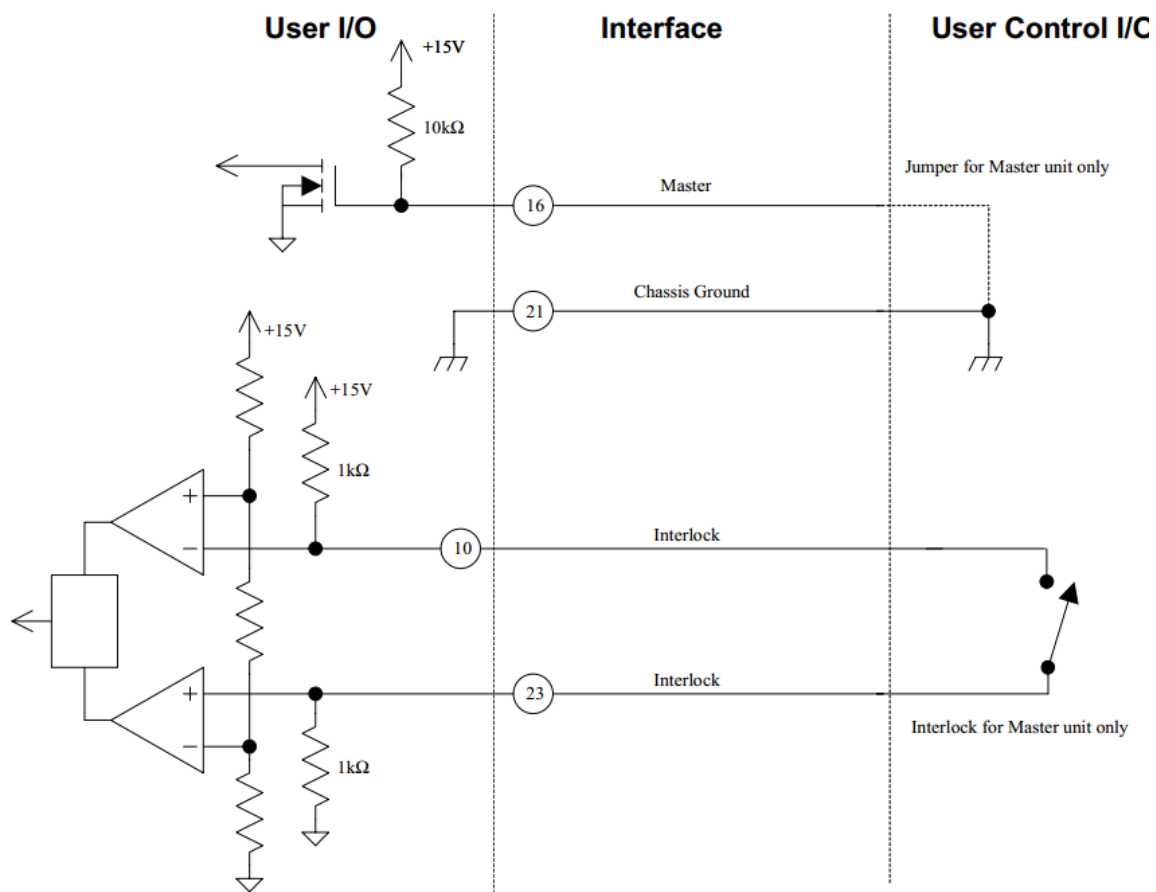 User I/O
Interface
User Control I/O
+15V
10kΩ
Jumper for Master unit only
16
Master
Chassis Ground
21
+15V
+15V
1kΩ
+
−
10
Interlock
+
23
Interlock
−
Interlock for Master unit only
1kΩ